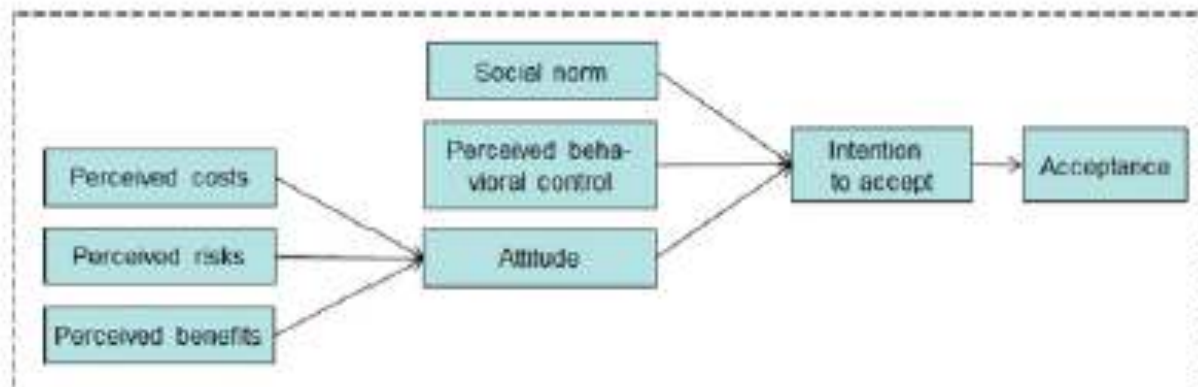 Social norm
Perceived beha-
vioral control
Intention
to accept
Acceptance
Perceived costs
Perceived risks
Attitude
Perceived benefits